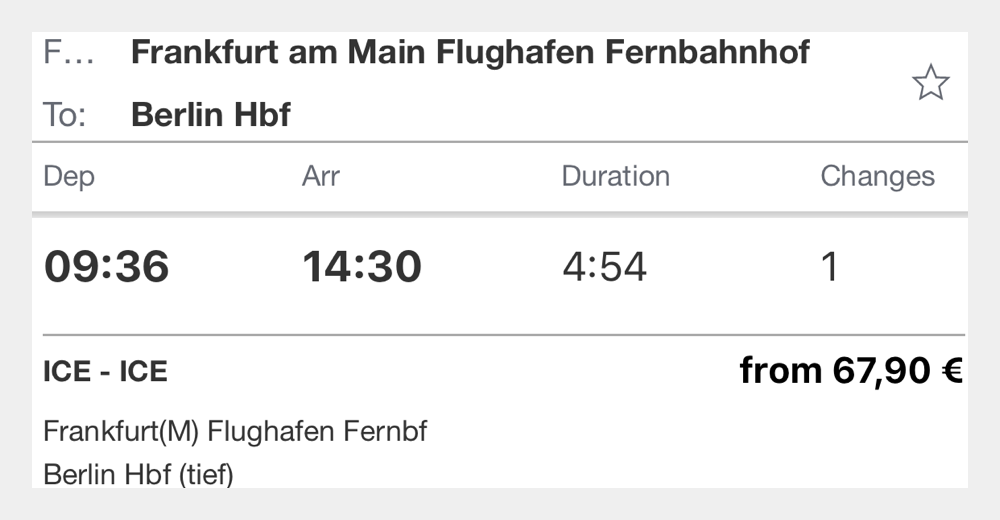 F... Frankfurt am Main Flughafen Fernbahnhof
To: Berlin Hbf
Dep Arr Duration Changes
09:36 14:30 4:54 1
ICE - ICE from 67,90 €
Frankfurt(M) Flughafen Fernbf
Berlin Hbf (tief)